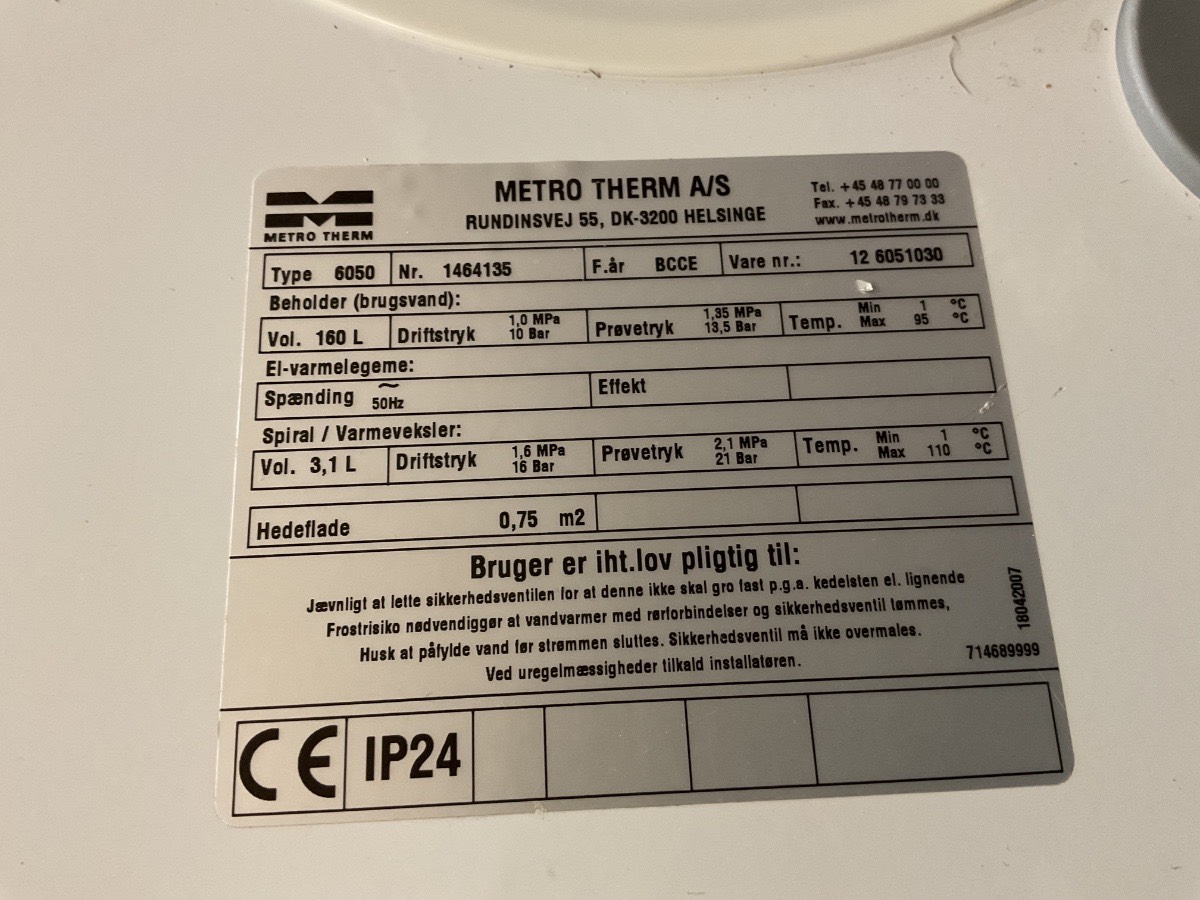 METRO THERM
METRO THERM A/S
RUNDINSVEJ 55, DK-3200 HELSINGE
Tel. +45 48 77 00 00
Fax. +45 48 79 73 33
www.metrotherm.dk
Type 6050 Nr. 1464135 F.år BCCE Vare nr.: 12 6051030
Beholder (brugsvand):
Vol. 160 L Driftstryk 1,0 MPa 10 Bar Prøvetryk 1,35 MPa 13,5 Bar Temp. Min 1 °C Max 95 °C
El-varmelegeme:
Spænding ~ 50Hz Effekt
Spiral / Varmeveksler:
Vol. 3,1 L Driftstryk 1,6 MPa 16 Bar Prøvetryk 2,1 MPa 21 Bar Temp. Min 1 °C Max 110 °C
Hedeflade 0,75 m2
Bruger er iht.lov pligtig til:
Jævnligt at lette sikkerhedsventilen for at denne ikke skal gro fast p.g.a. kedelsten el. lignende
Frostrisiko nødvendiggør at vandvarmer med rørforbindelser og sikkerhedsventil tømmes,
Husk at påfylde vand før strømmen sluttes. Sikkerhedsventil må ikke overmales.
Ved uregelmæssigheder tilkald installatøren.
18042007
714689999
CE IP24